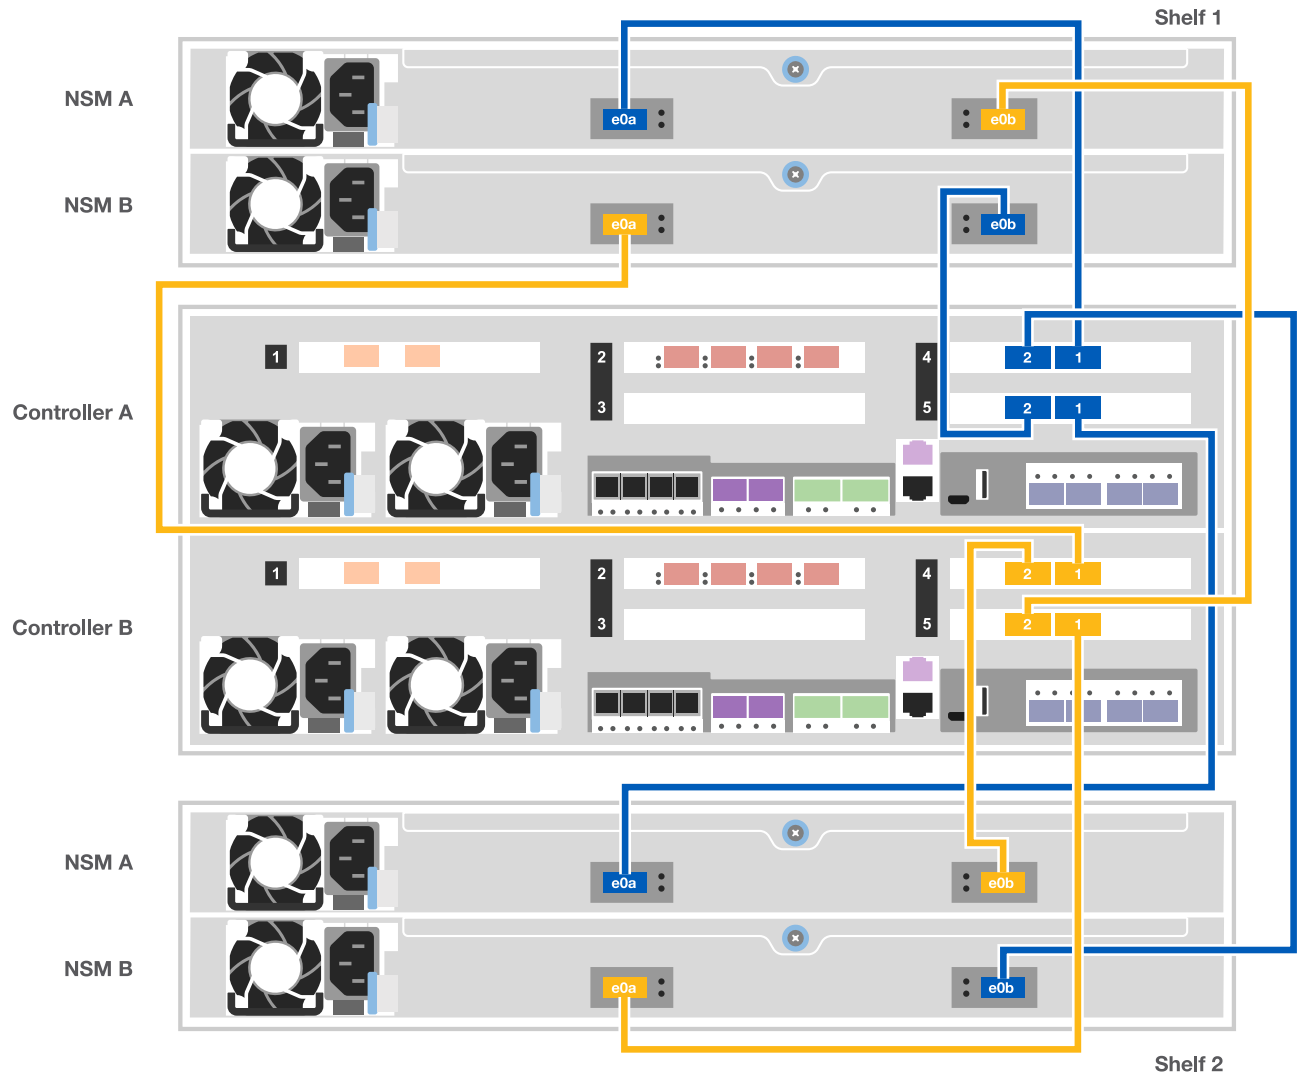 Shelf 1
NSM A
e0a
e0b
NSM B
e0a
e0b
Controller A
1
2
3
4
5
2 1
2 1
Controller B
1
2
3
4
5
2 1
2 1
NSM A
e0a
e0b
NSM B
e0a
e0b
Shelf 2